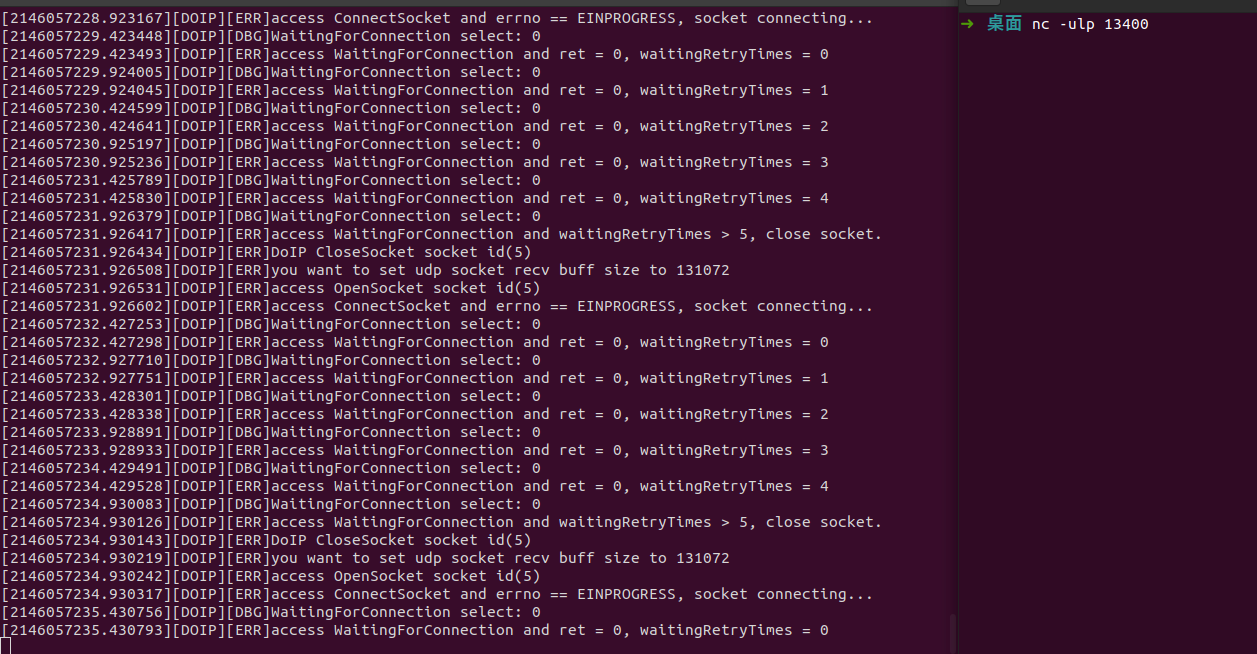 [2146057228.923167][DOIP][ERR]access ConnectSocket and errno == EINPROGRESS, socket connecting...
[2146057229.423448][DOIP][DBG]WaitingForConnection select: 0
[2146057229.423493][DOIP][ERR]access WaitingForConnection and ret = 0, waitingRetryTimes = 0
[2146057229.924005][DOIP][DBG]WaitingForConnection select: 0
[2146057229.924045][DOIP][ERR]access WaitingForConnection and ret = 0, waitingRetryTimes = 1
[2146057230.424599][DOIP][DBG]WaitingForConnection select: 0
[2146057230.424641][DOIP][ERR]access WaitingForConnection and ret = 0, waitingRetryTimes = 2
[2146057230.925197][DOIP][DBG]WaitingForConnection select: 0
[2146057230.925236][DOIP][ERR]access WaitingForConnection and ret = 0, waitingRetryTimes = 3
[2146057231.425789][DOIP][DBG]WaitingForConnection select: 0
[2146057231.425830][DOIP][ERR]access WaitingForConnection and ret = 0, waitingRetryTimes = 4
[2146057231.926379][DOIP][DBG]WaitingForConnection select: 0
[2146057231.926417][DOIP][ERR]access WaitingForConnection and waitingRetryTimes > 5, close socket.
[2146057231.926434][DOIP][ERR]DoIP CloseSocket socket id(5)
[2146057231.926508][DOIP][ERR]you want to set udp socket recv buff size to 131072
[2146057231.926531][DOIP][ERR]access OpenSocket socket id(5)
[2146057231.926602][DOIP][ERR]access ConnectSocket and errno == EINPROGRESS, socket connecting...
[2146057232.427253][DOIP][DBG]WaitingForConnection select: 0
[2146057232.427298][DOIP][ERR]access WaitingForConnection and ret = 0, waitingRetryTimes = 0
[2146057232.927710][DOIP][DBG]WaitingForConnection select: 0
[2146057232.927751][DOIP][ERR]access WaitingForConnection and ret = 0, waitingRetryTimes = 1
[2146057233.428301][DOIP][DBG]WaitingForConnection select: 0
[2146057233.428338][DOIP][ERR]access WaitingForConnection and ret = 0, waitingRetryTimes = 2
[2146057233.928891][DOIP][DBG]WaitingForConnection select: 0
[2146057233.928933][DOIP][ERR]access WaitingForConnection and ret = 0, waitingRetryTimes = 3
[2146057234.429491][DOIP][DBG]WaitingForConnection select: 0
[2146057234.429528][DOIP][ERR]access WaitingForConnection and ret = 0, waitingRetryTimes = 4
[2146057234.930083][DOIP][DBG]WaitingForConnection select: 0
[2146057234.930126][DOIP][ERR]access WaitingForConnection and waitingRetryTimes > 5, close socket.
[2146057234.930143][DOIP][ERR]DoIP CloseSocket socket id(5)
[2146057234.930219][DOIP][ERR]you want to set udp socket recv buff size to 131072
[2146057234.930242][DOIP][ERR]access OpenSocket socket id(5)
[2146057234.930317][DOIP][ERR]access ConnectSocket and errno == EINPROGRESS, socket connecting...
[2146057235.430756][DOIP][DBG]WaitingForConnection select: 0
[2146057235.430793][DOIP][ERR]access WaitingForConnection and ret = 0, waitingRetryTimes = 0
→ 桌面 nc -ulp 13400